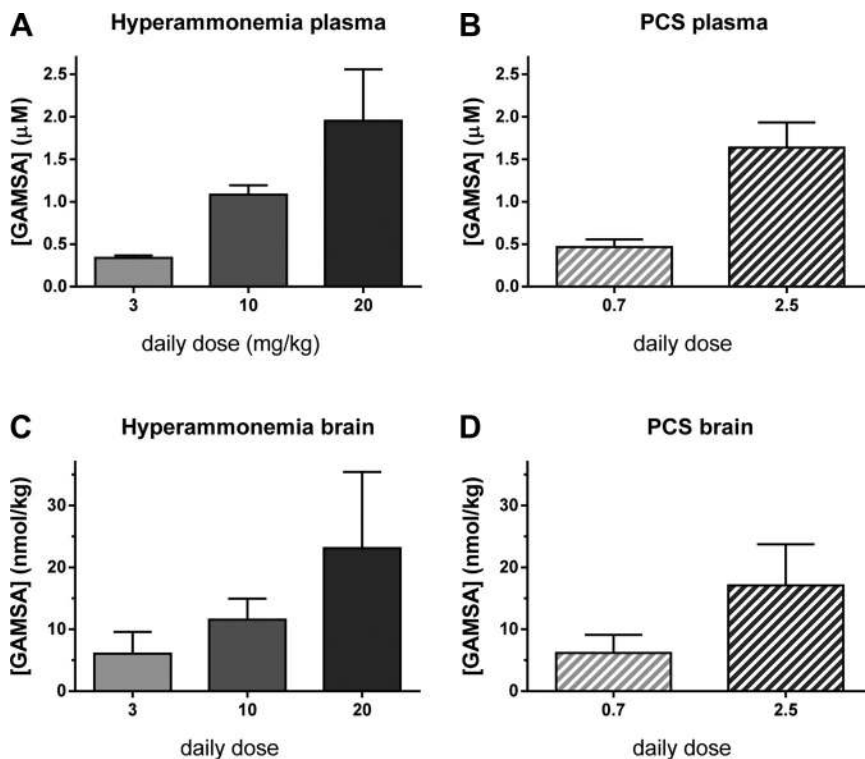 A Hyperammonemia plasma
[GAMSA] (μM)
2.5
2.0
1.5
1.0
0.5
0.0
3 10 20
daily dose (mg/kg)
B PCS plasma
[GAMSA] (μM)
2.5
2.0
1.5
1.0
0.5
0.0
0.7 2.5
daily dose
C Hyperammonemia brain
[GAMSA] (nmol/kg)
30
20
10
0
3 10 20
daily dose
D PCS brain
[GAMSA] (nmol/kg)
30
20
10
0
0.7 2.5
daily dose